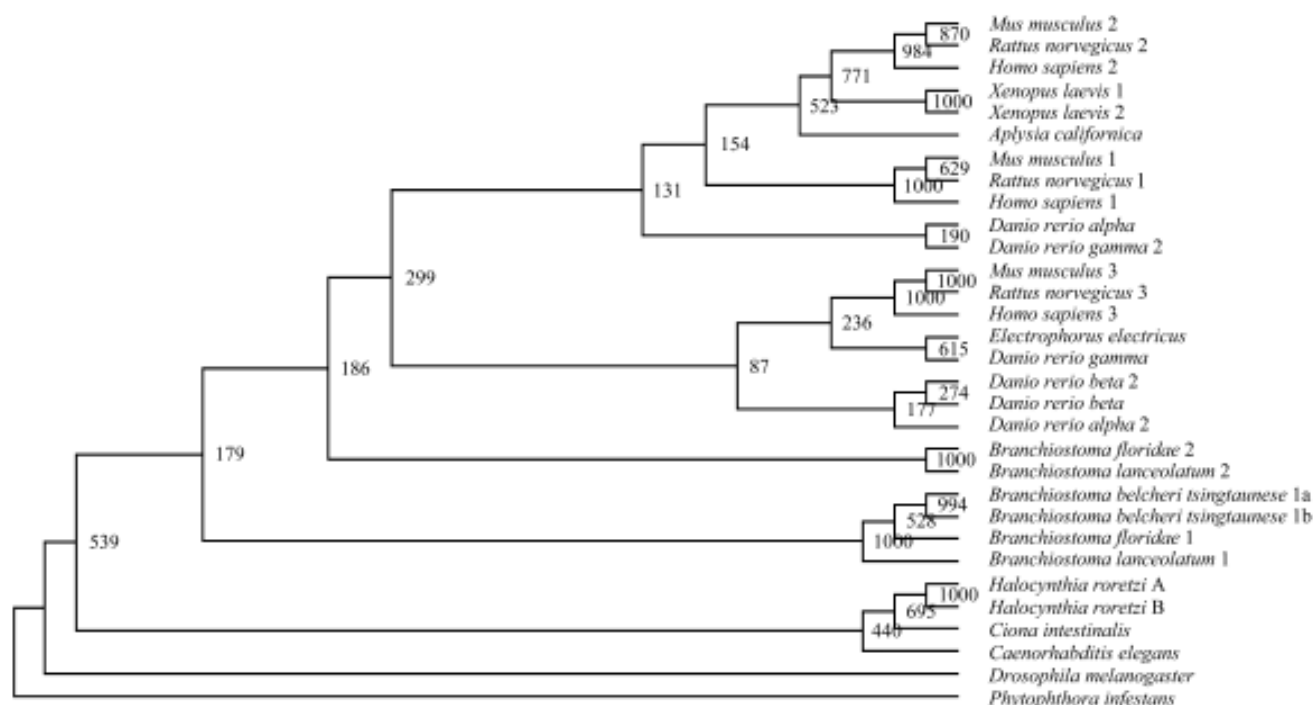 Mus musculus 2
870
Rattus norvegicus 2
984
Homo sapiens 2
771
Xenopus laevis 1
1000
523
Xenopus laevis 2
Aplysia californica
154
Mus musculus 1
629
Rattus norvegicus 1
1000
131
Homo sapiens 1
Danio rerio alpha
190
Danio rerio gamma 2
Mus musculus 3
299
1000
Rattus norvegicus 3
1000
Homo sapiens 3
236
Electrophorus electricus
615
Danio rerio gamma
87
186
Danio rerio beta 2
274
Danio rerio beta
177
Danio rerio alpha 2
Branchiostoma floridae 2
179
1000
Branchiostoma lanceolatum 2
Branchiostoma belcheri tsingtaunese 1a
994
Branchiostoma belcheri tsingtaunese 1b
528
Branchiostoma floridae 1
539
1000
Branchiostoma lanceolatum 1
Halocynthia roretzi A
1000
Halocynthia roretzi B
695
Ciona intestinalis
440
Caenorhabditis elegans
Drosophila melanogaster
Phytophthora infestans